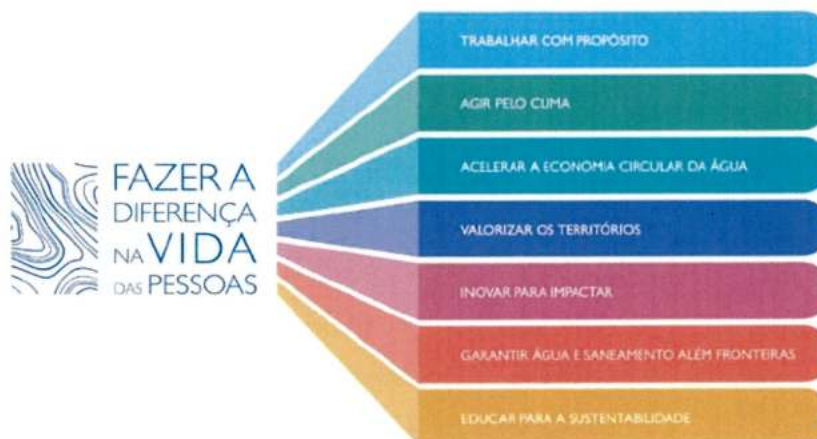 FAZER A
DIFERENÇA
NA VIDA
DAS PESSOAS
TRABALHAR COM PROPÓSITO
AGIR PELO CLIMA
ACELERAR A ECONOMIA CIRCULAR DA ÁGUA
VALORIZAR OS TERRITÓRIOS
INOVAR PARA IMPACTAR
GARANTIR ÁGUA E SANEAMENTO ALÉM FRONTEIRAS
EDUCAR PARA A SUSTENTABILIDADE